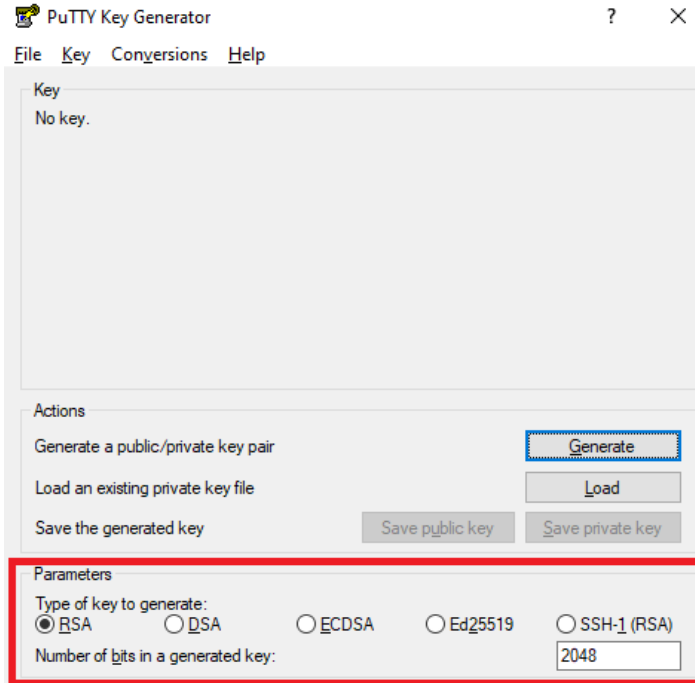 PuTTY Key Generator ?
File Key Conversions Help
Key
No key.
Actions
Generate a public/private key pair Generate
Load an existing private key file Load
Save the generated key Save public key Save private key
Parameters
Type of key to generate:
RSA DSA ECDSA Ed25519 SSH-1 (RSA)
Number of bits in a generated key: 2048